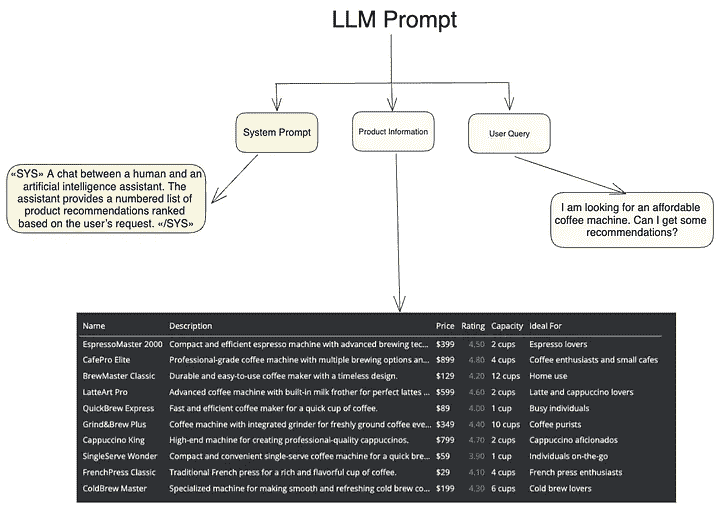 LLM Prompt
System Prompt
Product Information
User Query
«SYS» A chat between a human and an
artificial intelligence assistant. The
assistant provides a numbered list of
product recommendations ranked
based on the user's request. «/SYS»
I am looking for an affordable
coffee machine. Can I get some
recommendations?
Name Description Price Rating Capacity Ideal For
EspressoMaster 2000 Compact and efficient espresso machine with advanced brewing tec... $399 4.50 2 cups Espresso lovers
CafePro Elite Professional-grade coffee machine with multiple brewing options an... $899 4.80 4 cups Coffee enthusiasts and small cafes
BrewMaster Classic Durable and easy-to-use coffee maker with a timeless design. $129 4.20 12 cups Home use
LatteArt Pro Advanced coffee machine with built-in milk frother for perfect lattes ... $599 4.60 2 cups Latte and cappuccino lovers
QuickBrew Express Fast and efficient coffee maker for a quick cup of coffee. $89 4.00 1 cup Busy individuals
Grind&Brew Plus Coffee machine with integrated grinder for freshly ground coffee eve... $349 4.40 10 cups Coffee purists
Cappuccino King High-end machine for creating professional-quality cappuccinos. $799 4.70 2 cups Cappuccino aficionados
SingleServe Wonder Compact and convenient single-serve coffee machine for a quick bre... $59 3.90 1 cup Individuals on-the-go
FrenchPress Classic Traditional French press for a rich and flavorful cup of coffee. $29 4.10 4 cups French press enthusiasts
ColdBrew Master Specialized machine for making smooth and refreshing cold brew co... $199 4.30 6 cups Cold brew lovers